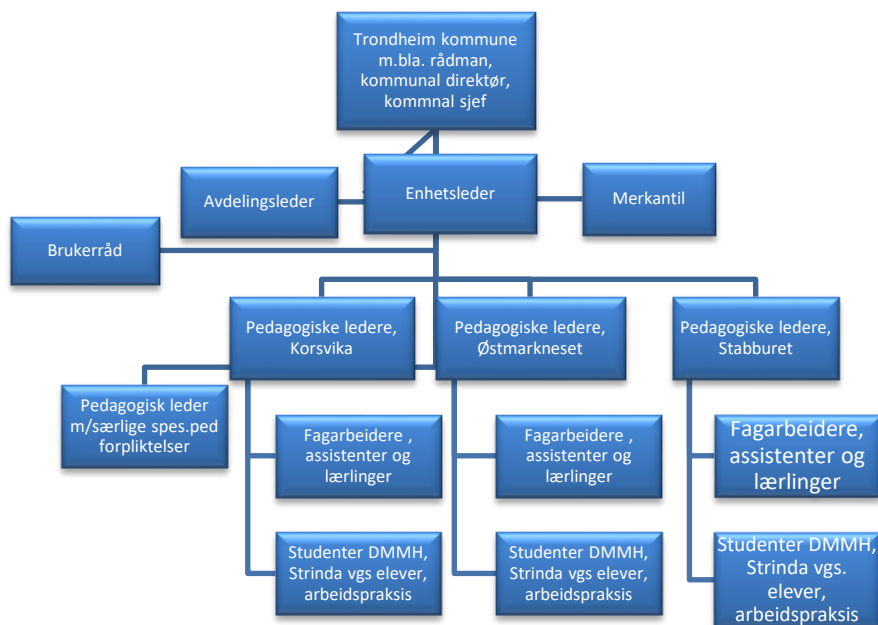 Trondheim kommune
m.bla. rådman,
kommunal direktør,
kommnal sjef
Avdelingsleder
Enhetsleder
Merkantil
Brukerråd
Pedagogiske ledere,
Korsvika
Pedagogiske ledere,
Østmarkneset
Pedagogiske ledere,
Stabburet
Pedagogisk leder
m/særlige spes.ped
forpliktelser
Fagarbeidere ,
assistenter og
lærlinger
Fagarbeidere ,
assistenter og
lærlinger
Fagarbeidere,
assistenter og
lærlinger
Studenter DMMH,
Strinda vgs elever,
arbeidspraksis
Studenter DMMH,
Strinda vgs elever,
arbeidspraksis
Studenter DMMH,
Strinda vgs.
elever,
arbeidspraksis